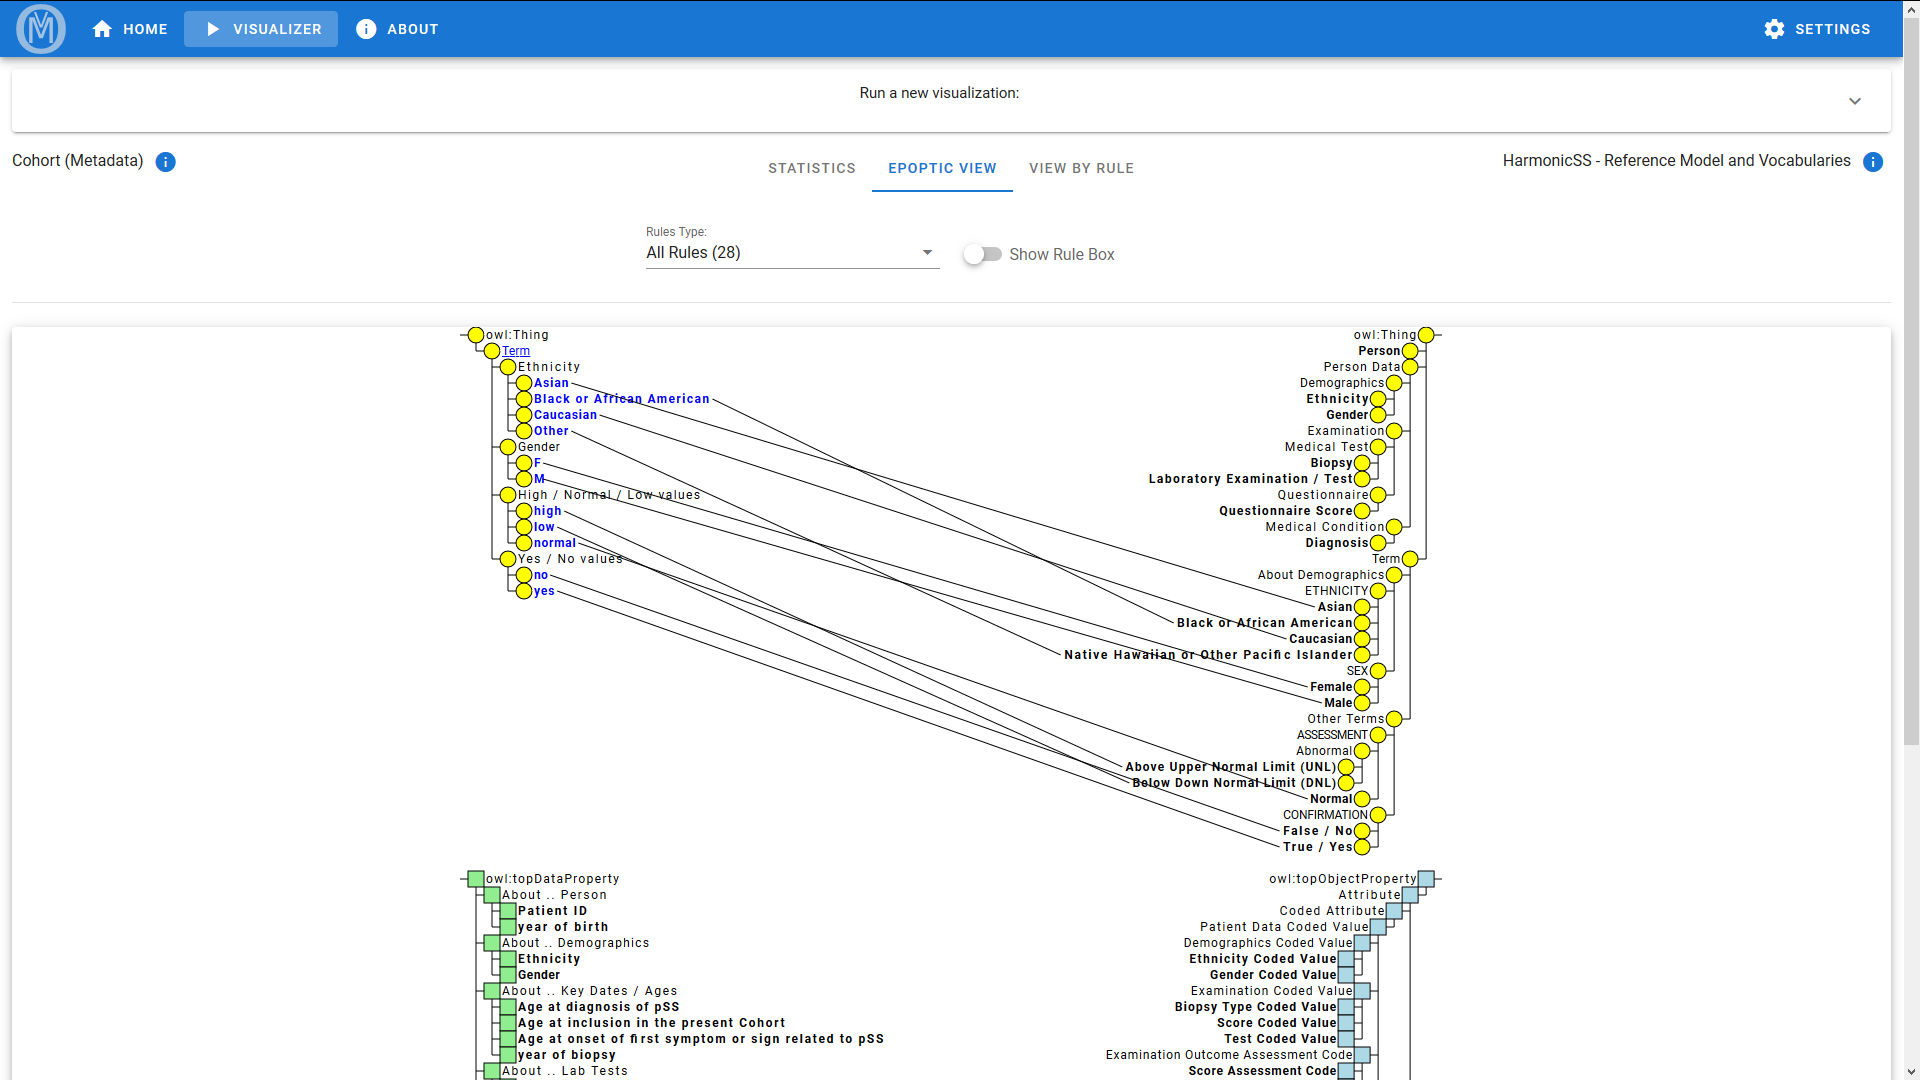 M
HOME
VISUALIZER
ABOUT
SETTINGS
Run a new visualization:
Cohort (Metadata)
STATISTICS
EPOPTIC VIEW
VIEW BY RULE
HarmonicSS - Reference Model and Vocabularies
Rules Type:
All Rules (28)
Show Rule Box
owl:Thing
Term
Ethnicity
Asian
Black or African American
Caucasian
Other
Gender
F
M
High / Normal / Low values
high
low
normal
Yes / No values
no
yes
owl:Thing
Person
Person Data
Demographics
Ethnicity
Gender
Examination
Medical Test
Biopsy
Laboratory Examination / Test
Questionnaire
Questionnaire Score
Medical Condition
Diagnosis
Term
About Demographics
ETHNICITY
Asian
Black or African American
Caucasian
Native Hawaiian or Other Pacific Islander
SEX
Female
Male
Other Terms
ASSESSMENT
Abnormal
Above Upper Normal Limit (UNL)
Below Down Normal Limit (DNL)
Normal
CONFIRMATION
False / No
True / Yes
owl:topDataProperty
About .. Person
Patient ID
year of birth
About .. Demographics
Ethnicity
Gender
About .. Key Dates / Ages
Age at diagnosis of pSS
Age at inclusion in the present Cohort
Age at onset of first symptom or sign related to pSS
year of biopsy
About .. Lab Tests
owl:topObjectProperty
Attribute
Coded Attribute
Patient Data Coded Value
Demographics Coded Value
Ethnicity Coded Value
Gender Coded Value
Examination Coded Value
Biopsy Type Coded Value
Score Coded Value
Test Coded Value
Examination Outcome Assessment Code
Score Assessment Code